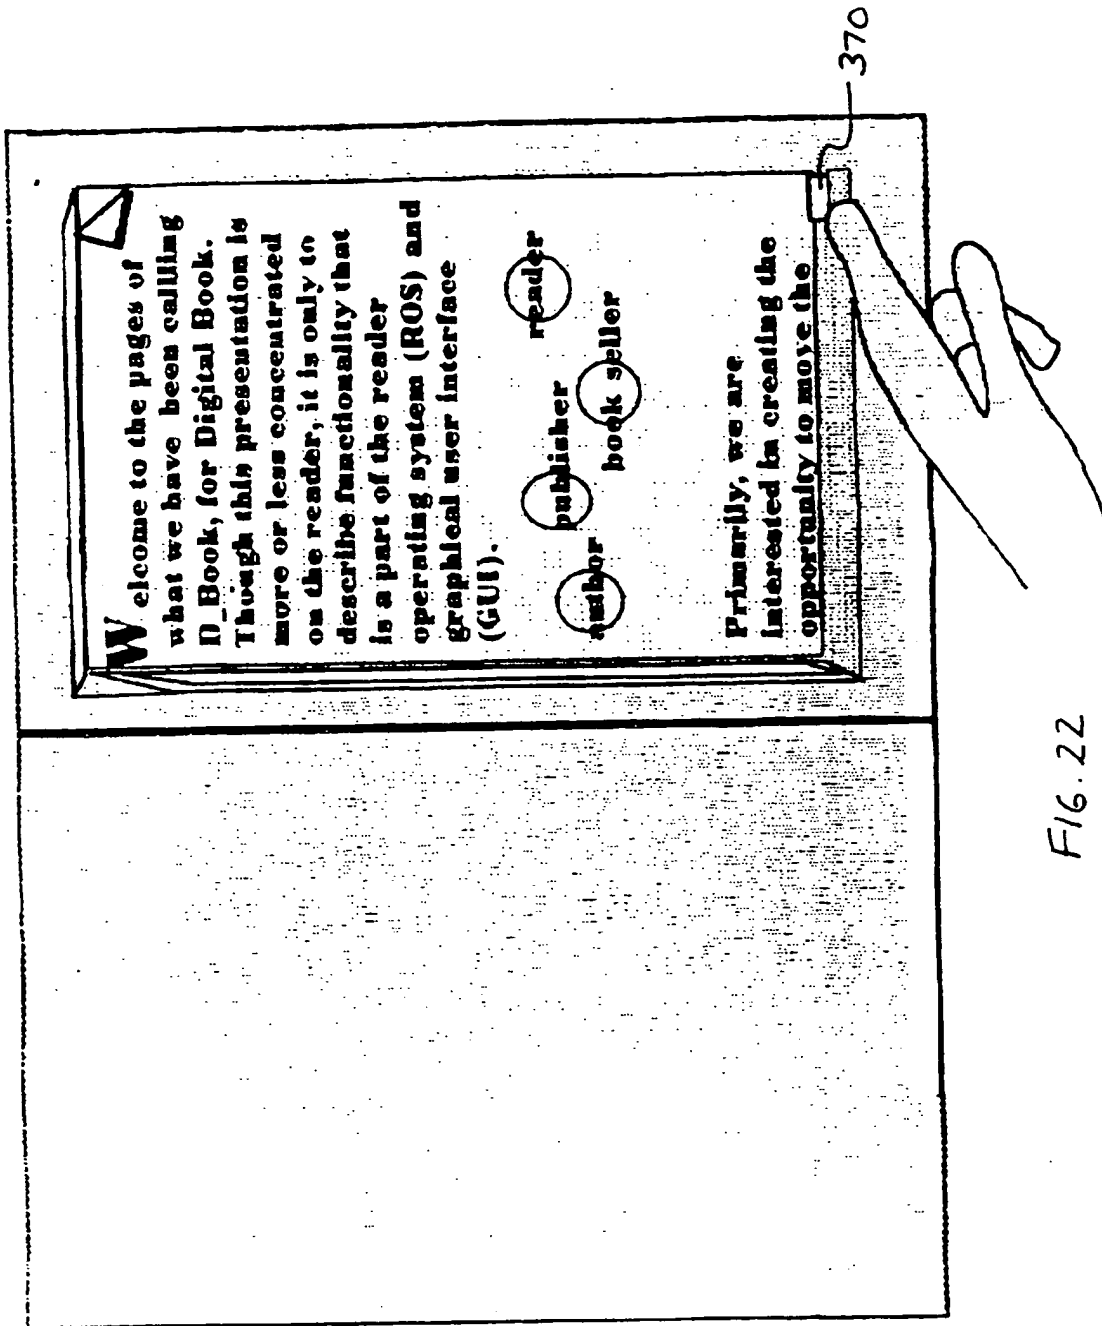 Welcome to the pages of
what we have been callling
D_Book, for Digital Book.
Though this presentation is
more or less concentrated
on the reader, it is only to
describe functionality that
is a part of the reader
operating system (ROS) and
graphical user interface
(GUI).
reader
publisher
author
book seller
Primarily, we are
interested in creating the
opportunity to move the
370
FIG. 22